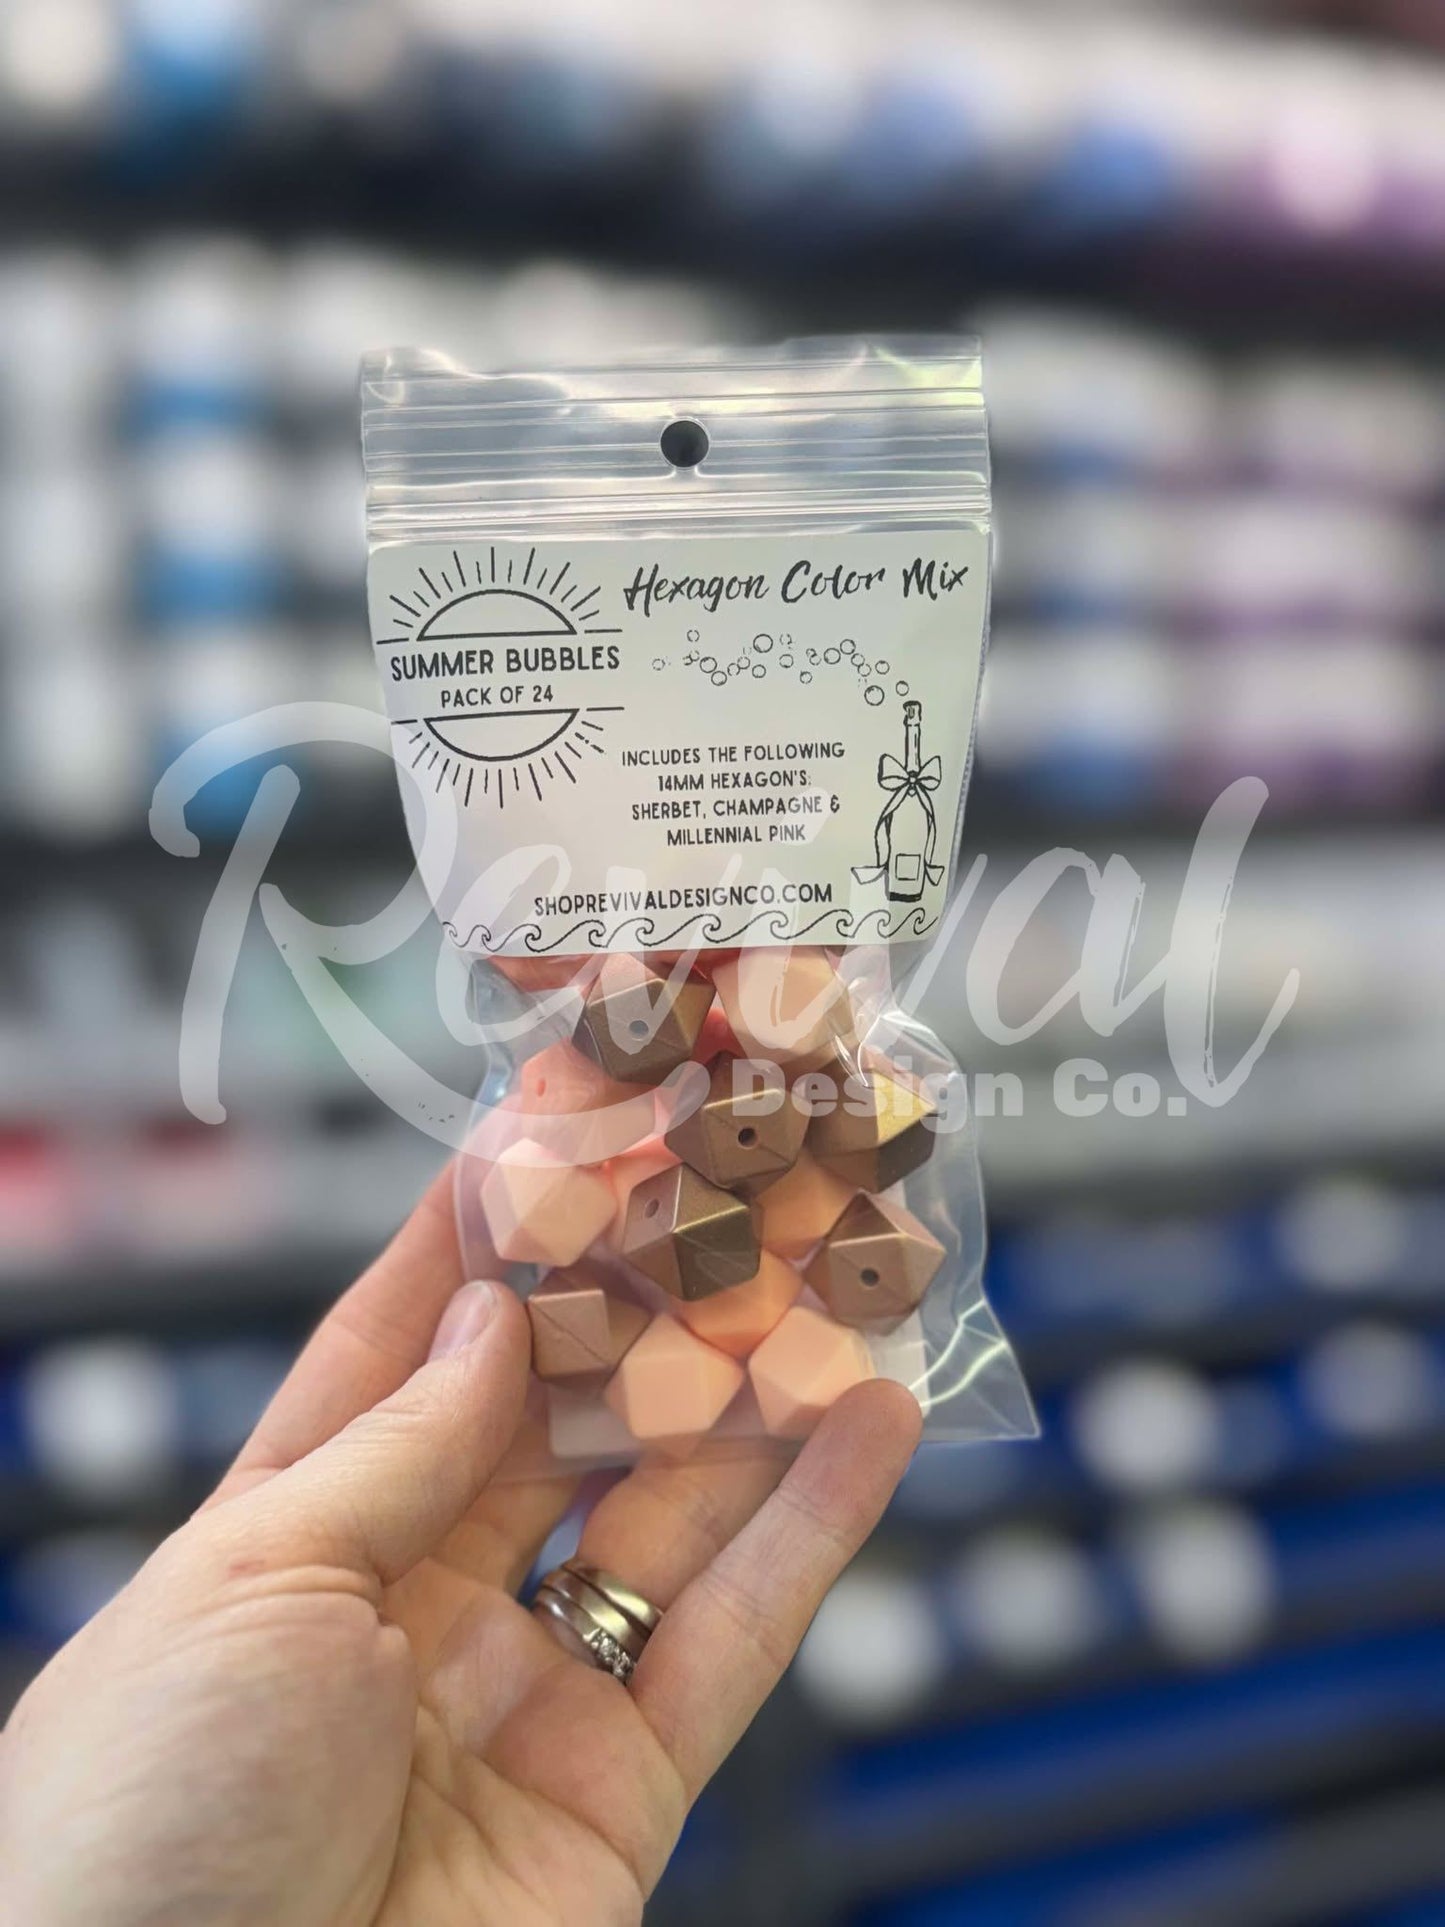 Hexagon Color Mix
SUMMER BUBBLES
PACK OF 24
INCLUDES THE FOLLOWING
14MM HEXAGON'S:
SHERBET, CHAMPAGNE &
MILLENNIAL PINK
SHOPREVIVALDESIGNCO.COM
Revival
Design Co.